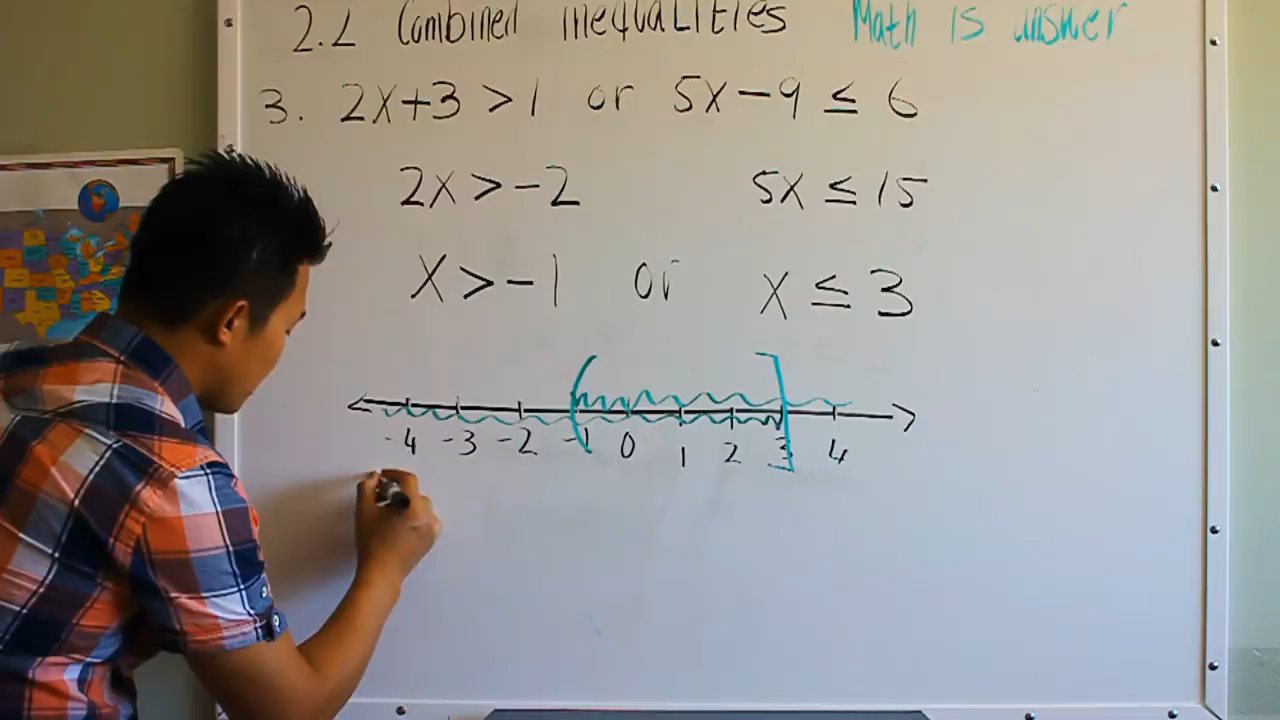 2.2 Combined inequalities Math is answer
3. 2x+3 > 1 or 5x-9 ≤ 6
2x > -2 5x ≤ 15
x > -1 or x ≤ 3
-4 -3 -2 -1 0 1 2 3 4